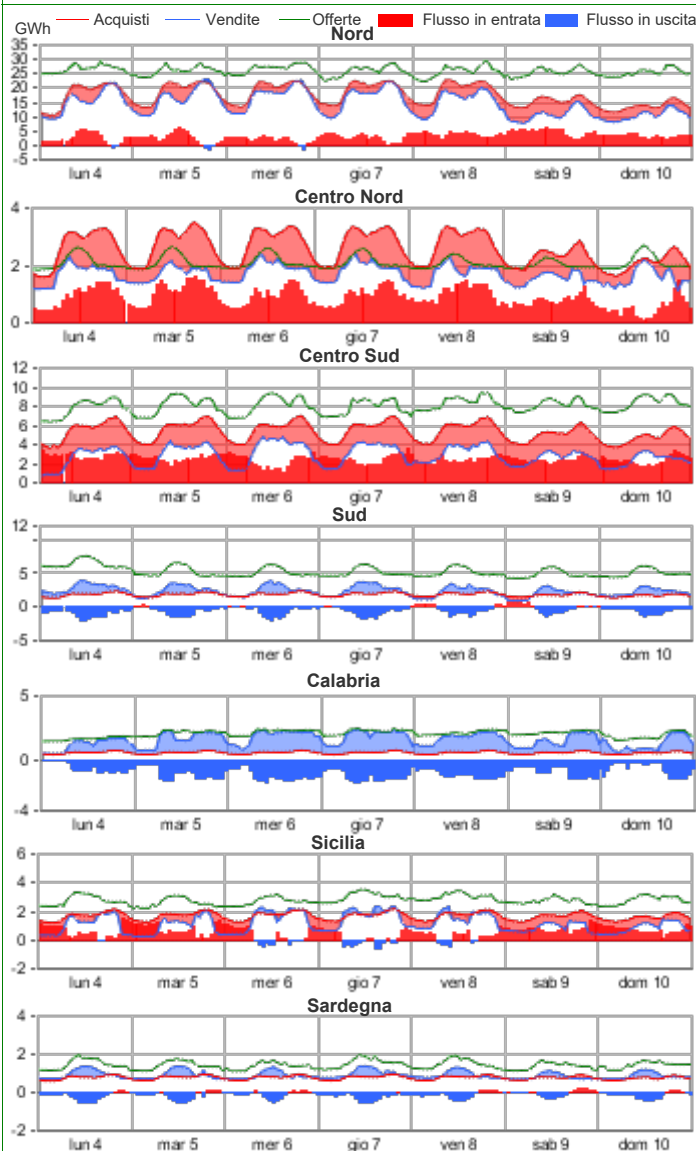 GWh Acquisti Vendite Offerte Flusso in entrata Flusso in uscita
Nord
35
30
25
20
15
10
5
0
-5
lun 4 mar 5 mer 6 gio 7 ven 8 sab 9 dom 10
Centro Nord
4
2
0
lun 4 mar 5 mer 6 gio 7 ven 8 sab 9 dom 10
Centro Sud
12
10
8
6
4
2
0
lun 4 mar 5 mer 6 gio 7 ven 8 sab 9 dom 10
Sud
12
5
0
-5
lun 4 mar 5 mer 6 gio 7 ven 8 sab 9 dom 10
Calabria
5
0
-4
lun 4 mar 5 mer 6 gio 7 ven 8 sab 9 dom 10
Sicilia
6
4
2
0
-2
lun 4 mar 5 mer 6 gio 7 ven 8 sab 9 dom 10
Sardegna
4
2
0
-2
lun 4 mar 5 mer 6 gio 7 ven 8 sab 9 dom 10